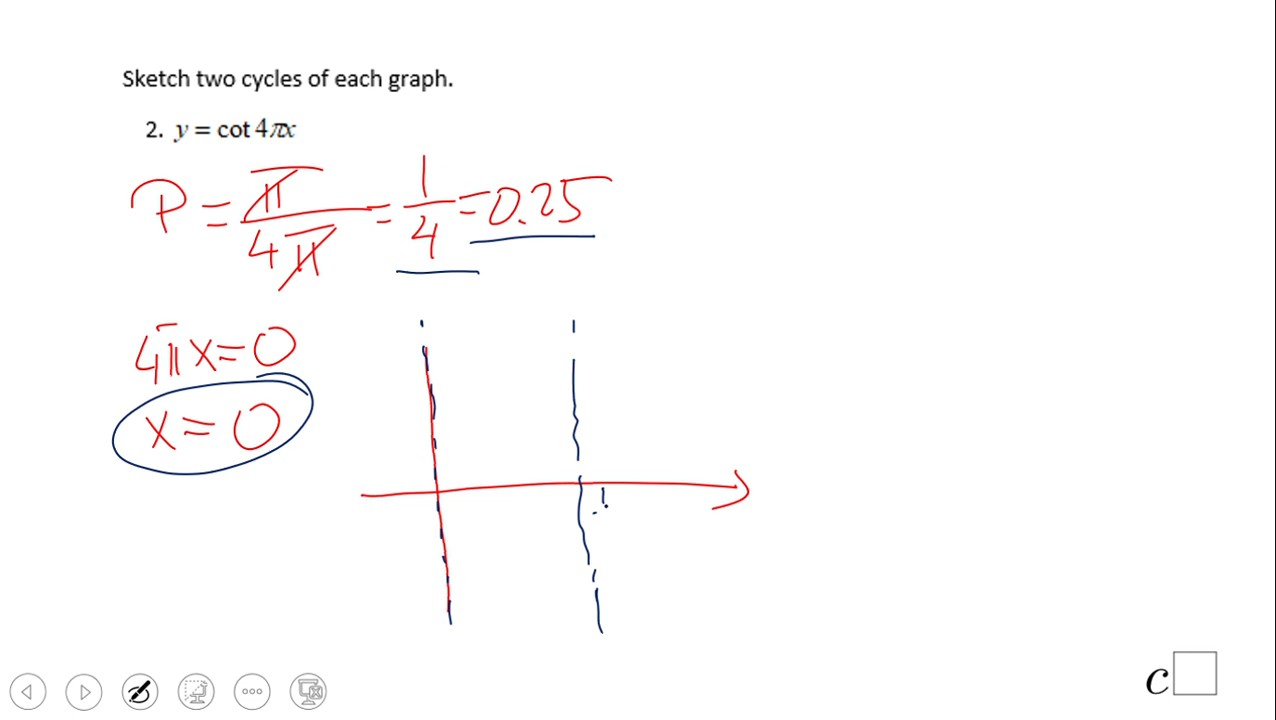 Sketch two cycles of each graph.
2. y = cot 4πx
P = π/4π = 1/4 = 0.25
4πx = 0
x = 0
c